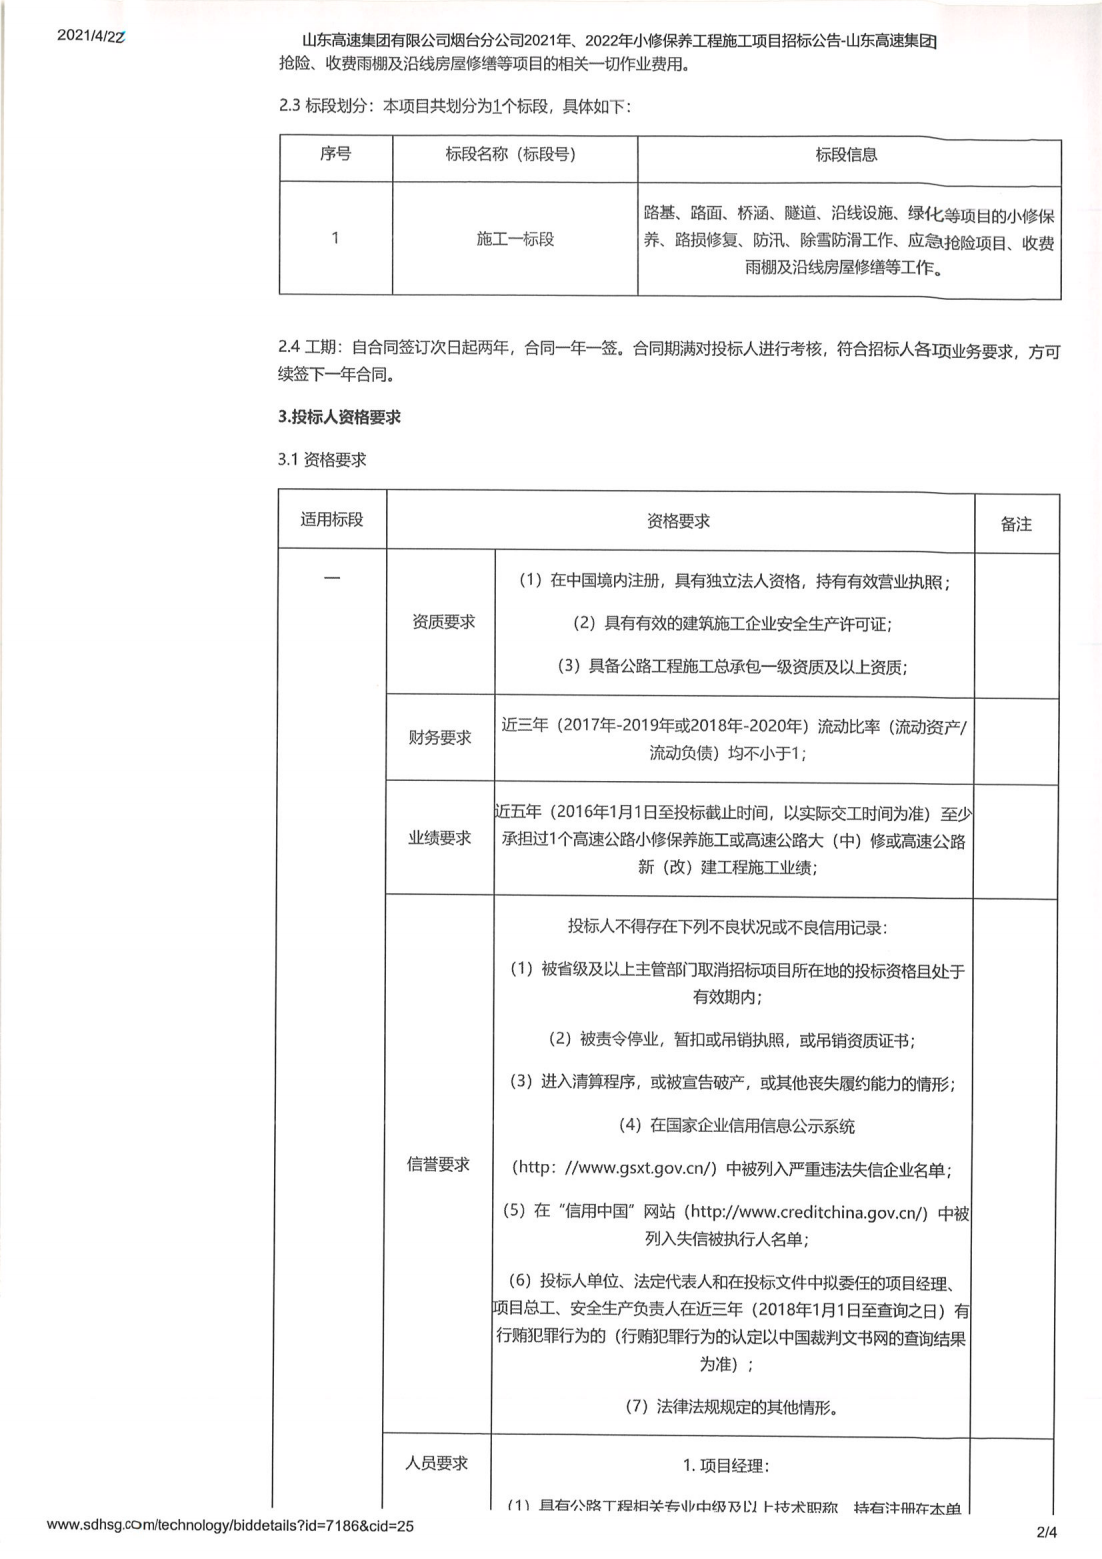 2021/4/22
山东高速集团有限公司烟台分公司2021年、2022年小修保养工程施工项目招标公告-山东高速集团
抢险、收费雨棚及沿线房屋修缮等项目的相关一切作业费用。
2.3 标段划分：本项目共划分为1个标段，具体如下：
序号
标段名称（标段号）
标段信息
1
施工一标段
路基、路面、桥涵、隧道、沿线设施、绿化等项目的小修保
养、路损修复、防汛、除雪防滑工作、应急抢险项目、收费
雨棚及沿线房屋修缮等工作。
2.4 工期：自合同签订次日起两年，合同一年一签。合同期满对投标人进行考核，符合招标人各项业务要求，方可
续签下一年合同。
3.投标人资格要求
3.1 资格要求
适用标段
资格要求
备注
一
资质要求
（1）在中国境内注册，具有独立法人资格，持有有效营业执照；
（2）具有有效的建筑施工企业安全生产许可证；
（3）具备公路工程施工总承包一级资质及以上资质；
财务要求
近三年（2017年-2019年或2018年-2020年）流动比率（流动资产/
流动负债）均不小于1；
业绩要求
近五年（2016年1月1日至投标截止时间，以实际交工时间为准）至少
承担过1个高速公路小修保养施工或高速公路大（中）修或高速公路
新（改）建工程施工业绩；
信誉要求
投标人不得存在下列不良状况或不良信用记录：
（1）被省级及以上主管部门取消招标项目所在地的投标资格且处于
有效期内；
（2）被责令停业，暂扣或吊销执照，或吊销资质证书；
（3）进入清算程序，或被宣告破产，或其他丧失履约能力的情形；
（4）在国家企业信用信息公示系统
（http：//www.gsxt.gov.cn/）中被列入严重违法失信企业名单；
（5）在“信用中国”网站（http://www.creditchina.gov.cn/）中被
列入失信被执行人名单；
（6）投标人单位、法定代表人和在投标文件中拟委任的项目经理、
项目总工、安全生产负责人在近三年（2018年1月1日至查询之日）有
行贿犯罪行为的（行贿犯罪行为的认定以中国裁判文书网的查询结果
为准）；
（7）法律法规规定的其他情形。
人员要求
1. 项目经理：
（1）具有公路工程相关专业中级及以上技术职称，持有注册在本单
www.sdhsg.com/technology/biddetails?id=7186&cid=25
2/4